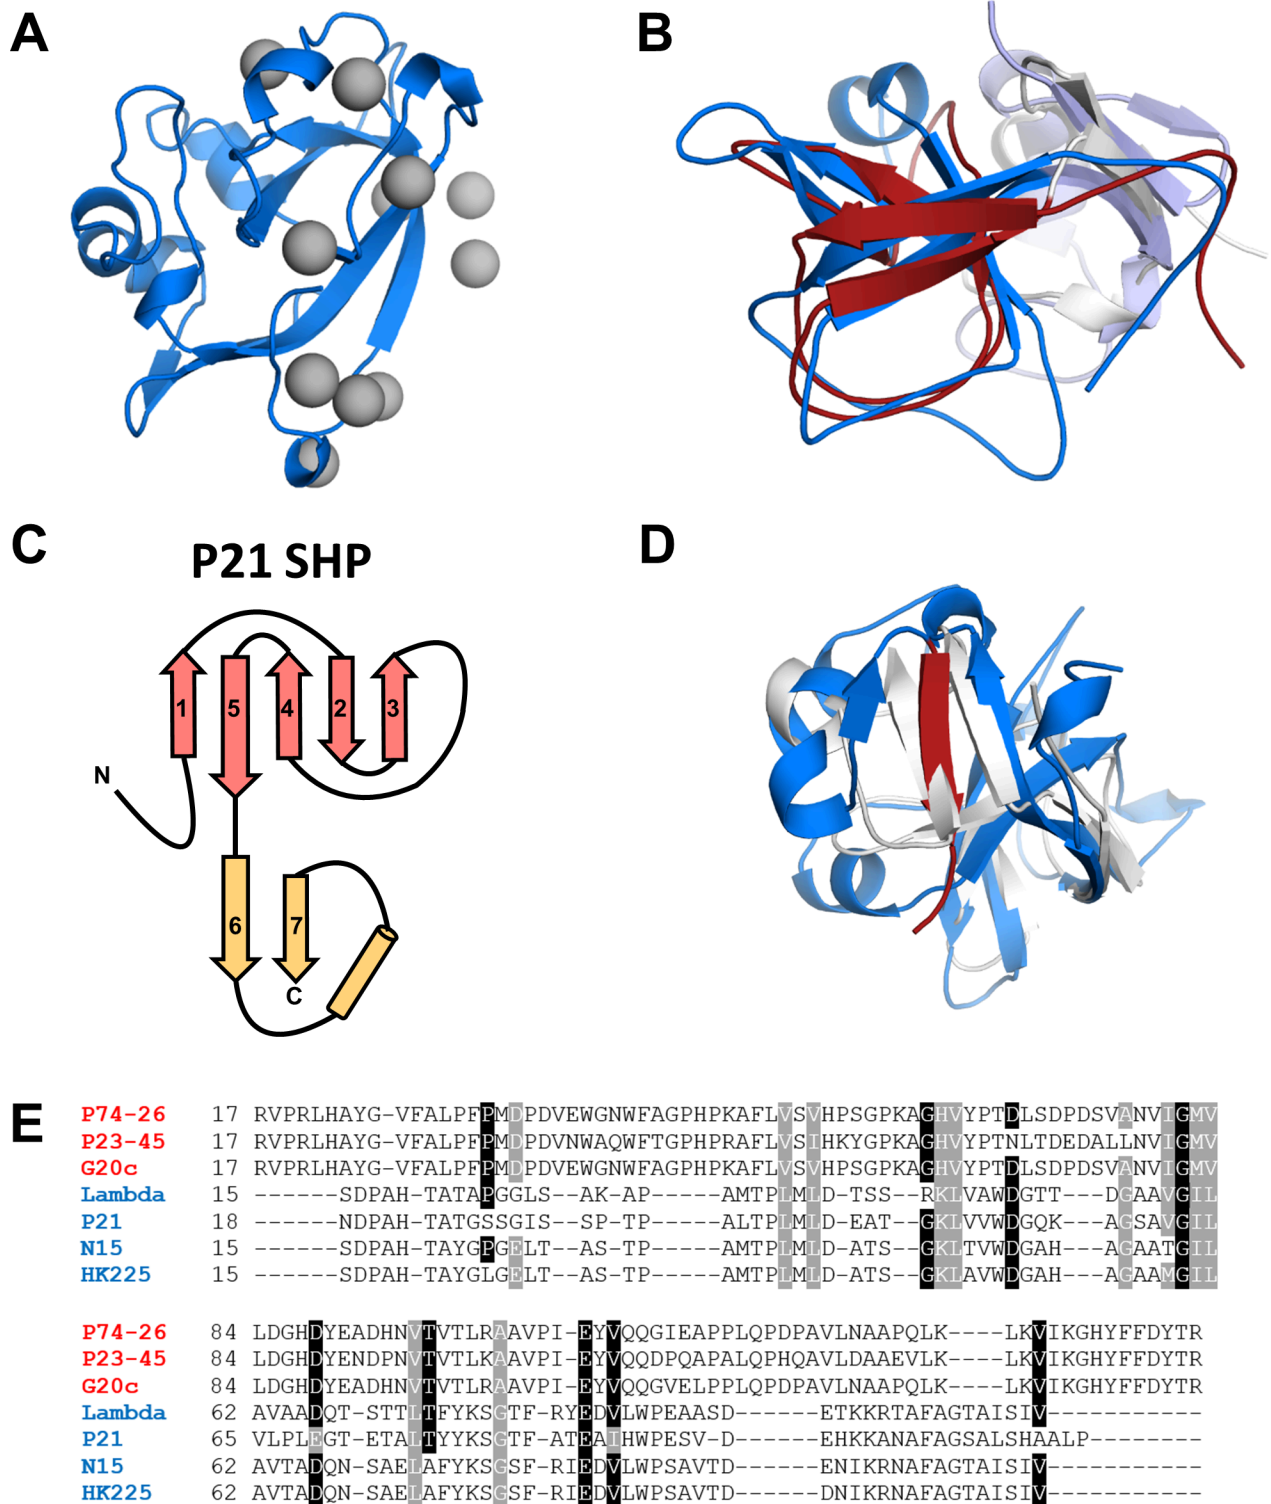 A
B
C
P21 SHP
1
5
4
2
3
N
6
7
C
D
E
P74-26 17 RVPRLHAYG-VFALPFPMDPDVEWGNWFAGPHPKAFLVSVHPSGPKAGHVYPTDLSDPDSVANVIGMV
P23-45 17 RVPRLHAYG-VFALPFPMDPDVNWAQWFTGPHPRAFLVSIHKYGPKAGHVYPTNLTDEDALLNVIGMV
G20c 17 RVPRLHAYG-VFALPFPMDPDVEWGNWFAGPHPKAFLVSVHPSGPKAGHVYPTDLSDPDSVANVIGMV
Lambda 15 ------SDPAH-TATAPGGLS--AK-AP-----AMTPLMLD-TSS--RKLVAWDGTT---DGAAVGIL
P21 18 ------NDPAH-TATGSSGIS--SP-TP-----ALTPLMLD-EAT--GKLVVWDGQK---AGSAVGIL
N15 15 ------SDPAH-TAYGPGELT--AS-TP-----AMTPLMLD-ATS--GKLTVWDGAH---AGAATGIL
HK225 15 ------SDPAH-TAYGLGELT--AS-TP-----AMTPLMLD-ATS--GKLAVWDGAH---AGAAMGIL
P74-26 84 LDGHDYEADHNVTVTLRAAVPI-EYVQQGIEAPPLQPDPAVLNAAPQLK----LKVIKGHYFFDYTR
P23-45 84 LDGHDYENDPNVTVTLKAAVPI-EYVQQDPQAPALQPHQAVLDAAEVLK----LKVIKGHYFFDYTR
G20c 84 LDGHDYEADHNVTVTLRAAVPI-EYVQQGVELPPLQPDPAVLNAAPQLK----LKVIKGHYFFDYTR
Lambda 62 AVAADQT-STTLTFYKSGTF-RYEDVLWPEAASD------ETKKRTAFAGTAISIV-----------
P21 65 VLPLEGT-ETALTYYKSGTF-ATEAIHWPESV-D------EHKKANAFAGSALSHAALP--------
N15 62 AVTADQN-SAELAFYKSGSF-RIEDVLWPSAVTD------ENIKRNAFAGTAISIV-----------
HK225 62 AVTADQN-SAELAFYKSGSF-RIEDVLWPSAVTD------DNIKRNAFAGTAISIV-----------